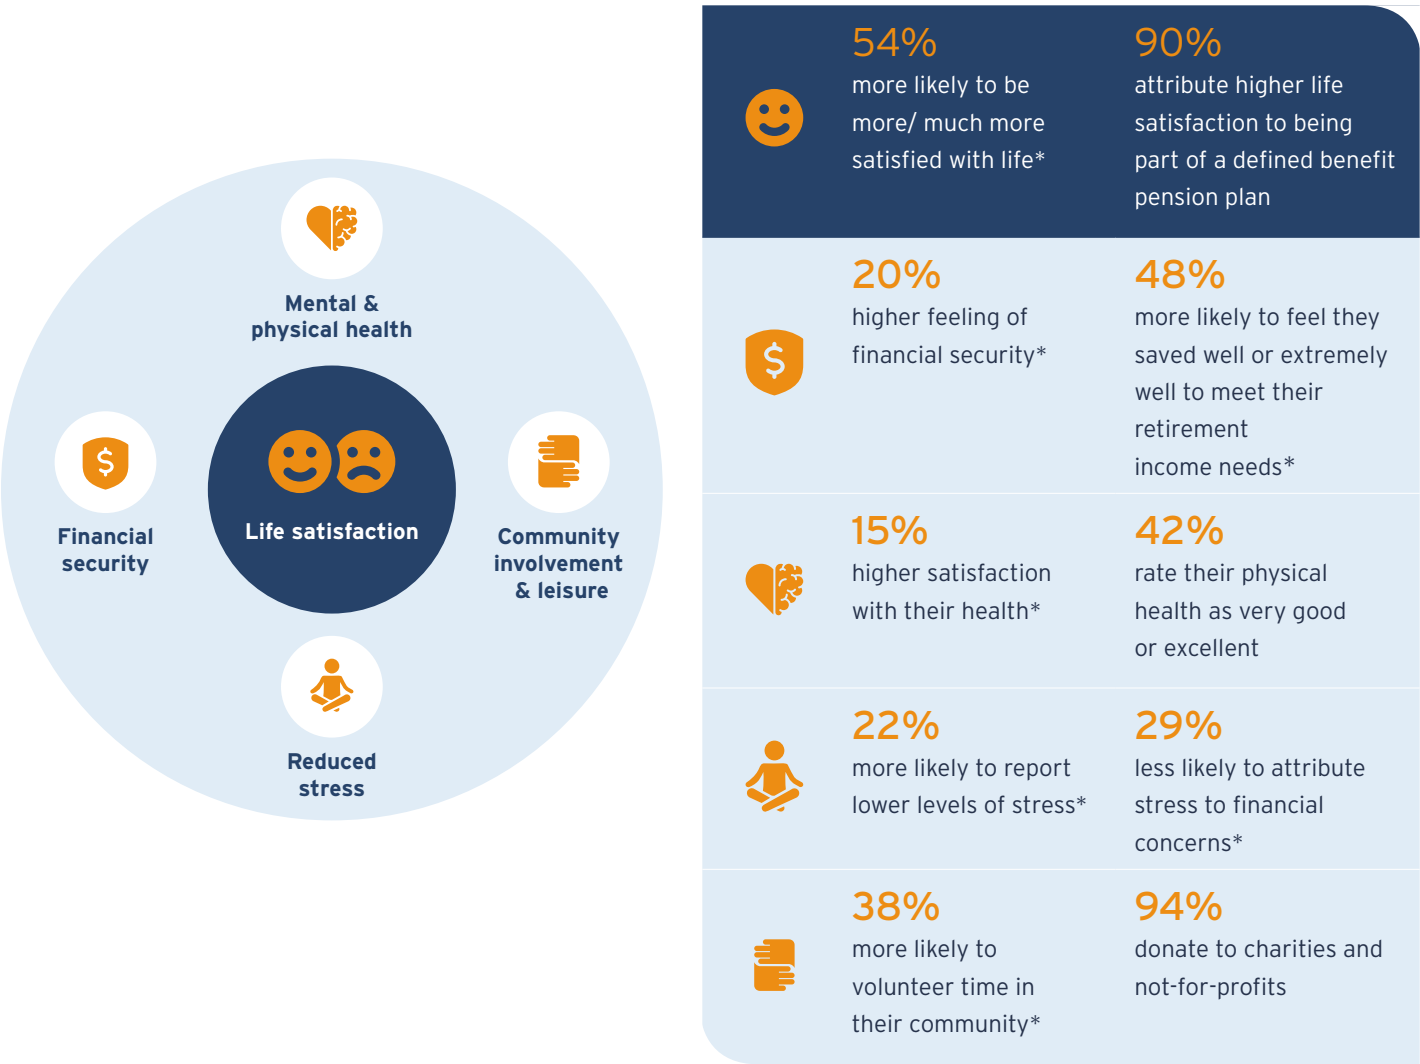 Mental &
physical health
Financial
security
Life satisfaction
Community
involvement
& leisure
Reduced
stress
54%
more likely to be
more/ much more
satisfied with life*
90%
attribute higher life
satisfaction to being
part of a defined benefit
pension plan
20%
higher feeling of
financial security*
48%
more likely to feel they
saved well or extremely
well to meet their
retirement
income needs*
15%
higher satisfaction
with their health*
42%
rate their physical
health as very good
or excellent
22%
more likely to report
lower levels of stress*
29%
less likely to attribute
stress to financial
concerns*
38%
more likely to
volunteer time in
their community*
94%
donate to charities and
not-for-profits